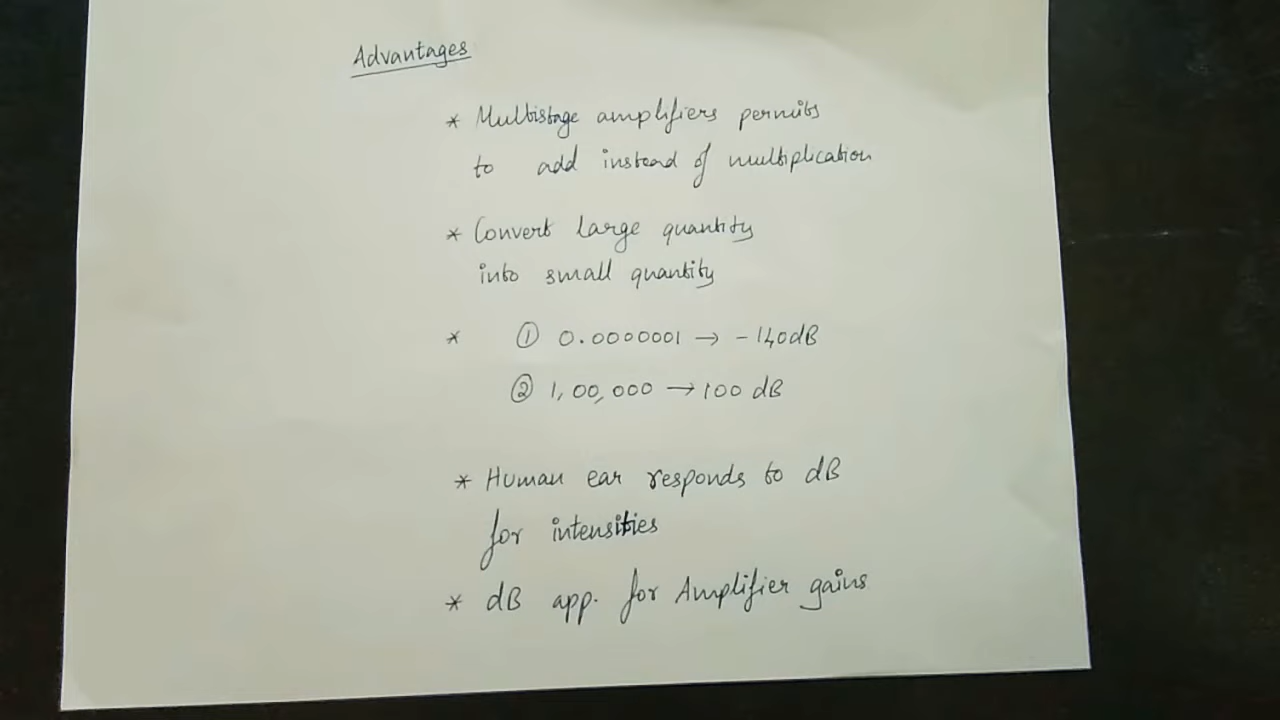 Advantages
* Multistage amplifiers permits
to add instead of multiplication
* Convert large quantity
into small quantity
* ① 0.0000001 → - 140dB
② 1,00,000 → 100 dB
* Human ear responds to dB
for intensities
* dB app. for Amplifier gains